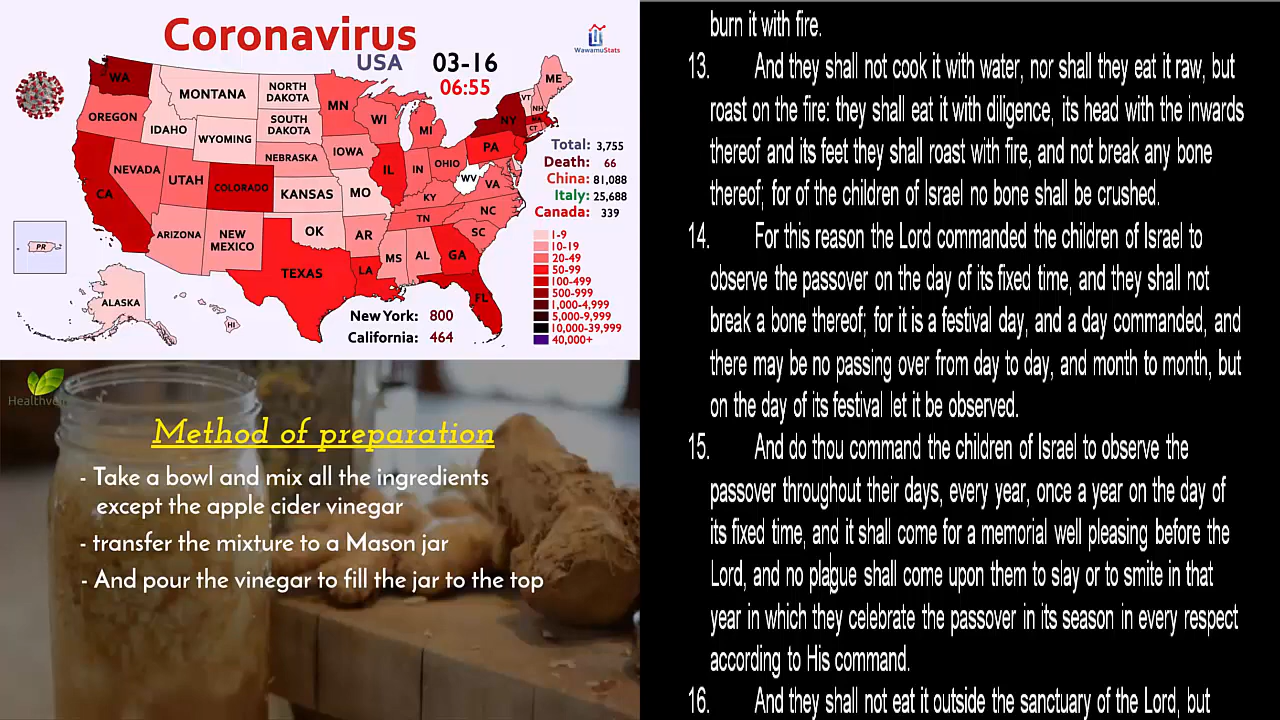 Coronavirus
USA
03-16
06:55
WawamuStats
WA
MONTANA
NORTH
DAKOTA
MN
ME
OREGON
IDAHO
SOUTH
DAKOTA
WI
MI
VT
NH
NY
MA
CT
WYOMING
NEVADA
UTAH
COLORADO
NEBRASKA
IOWA
IL
IN
OHIO
PA
CA
KANSAS
MO
WV
VA
KY
ARIZONA
NEW
MEXICO
OK
AR
TN
NC
SC
TEXAS
LA
MS
AL
GA
FL
PR
ALASKA
HI
Total: 3,755
Death: 66
China: 81,088
Italy: 25,688
Canada: 339
1-9
10-19
20-49
50-99
100-499
500-999
1,000-4,999
5,000-9,999
10,000-39,999
40,000+
New York: 800
California: 464
Healthven
Method of preparation
- Take a bowl and mix all the ingredients
except the apple cider vinegar
- transfer the mixture to a Mason jar
- And pour the vinegar to fill the jar to the top
burn it with fire.
13. And they shall not cook it with water, nor shall they eat it raw, but
roast on the fire: they shall eat it with diligence, its head with the inwards
thereof and its feet they shall roast with fire, and not break any bone
thereof; for of the children of Israel no bone shall be crushed.
14. For this reason the Lord commanded the children of Israel to
observe the passover on the day of its fixed time, and they shall not
break a bone thereof; for it is a festival day, and a day commanded, and
there may be no passing over from day to day, and month to month, but
on the day of its festival let it be observed.
15. And do thou command the children of Israel to observe the
passover throughout their days, every year, once a year on the day of
its fixed time, and it shall come for a memorial well pleasing before the
Lord, and no plague shall come upon them to slay or to smite in that
year in which they celebrate the passover in its season in every respect
according to His command.
16. And they shall not eat it outside the sanctuary of the Lord, but